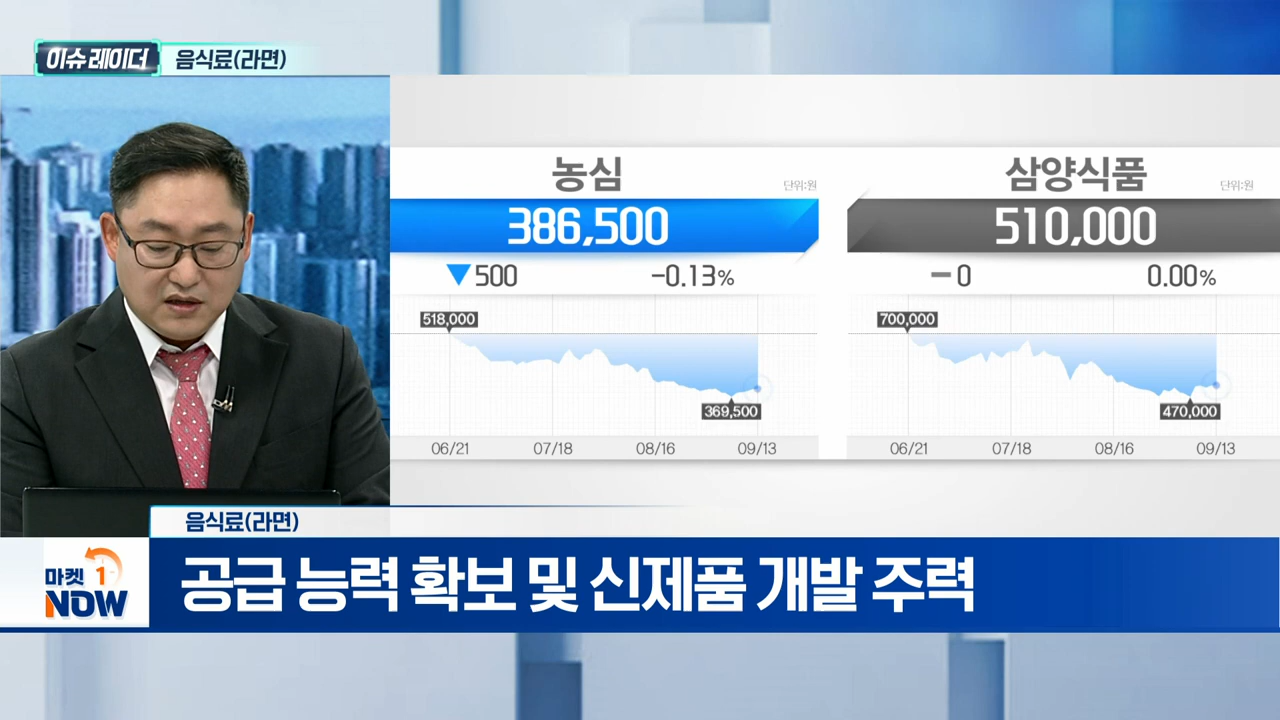 이슈 레이더 음식료(라면)
농심
단위:원
386,500
▼500 -0.13%
518,000
369,500
06/21 07/18 08/16 09/13
삼양식품
단위:원
510,000
－0 0.00%
700,000
470,000
06/21 07/18 08/16 09/13
음식료(라면)
마켓 1
NOW
공급 능력 확보 및 신제품 개발 주력